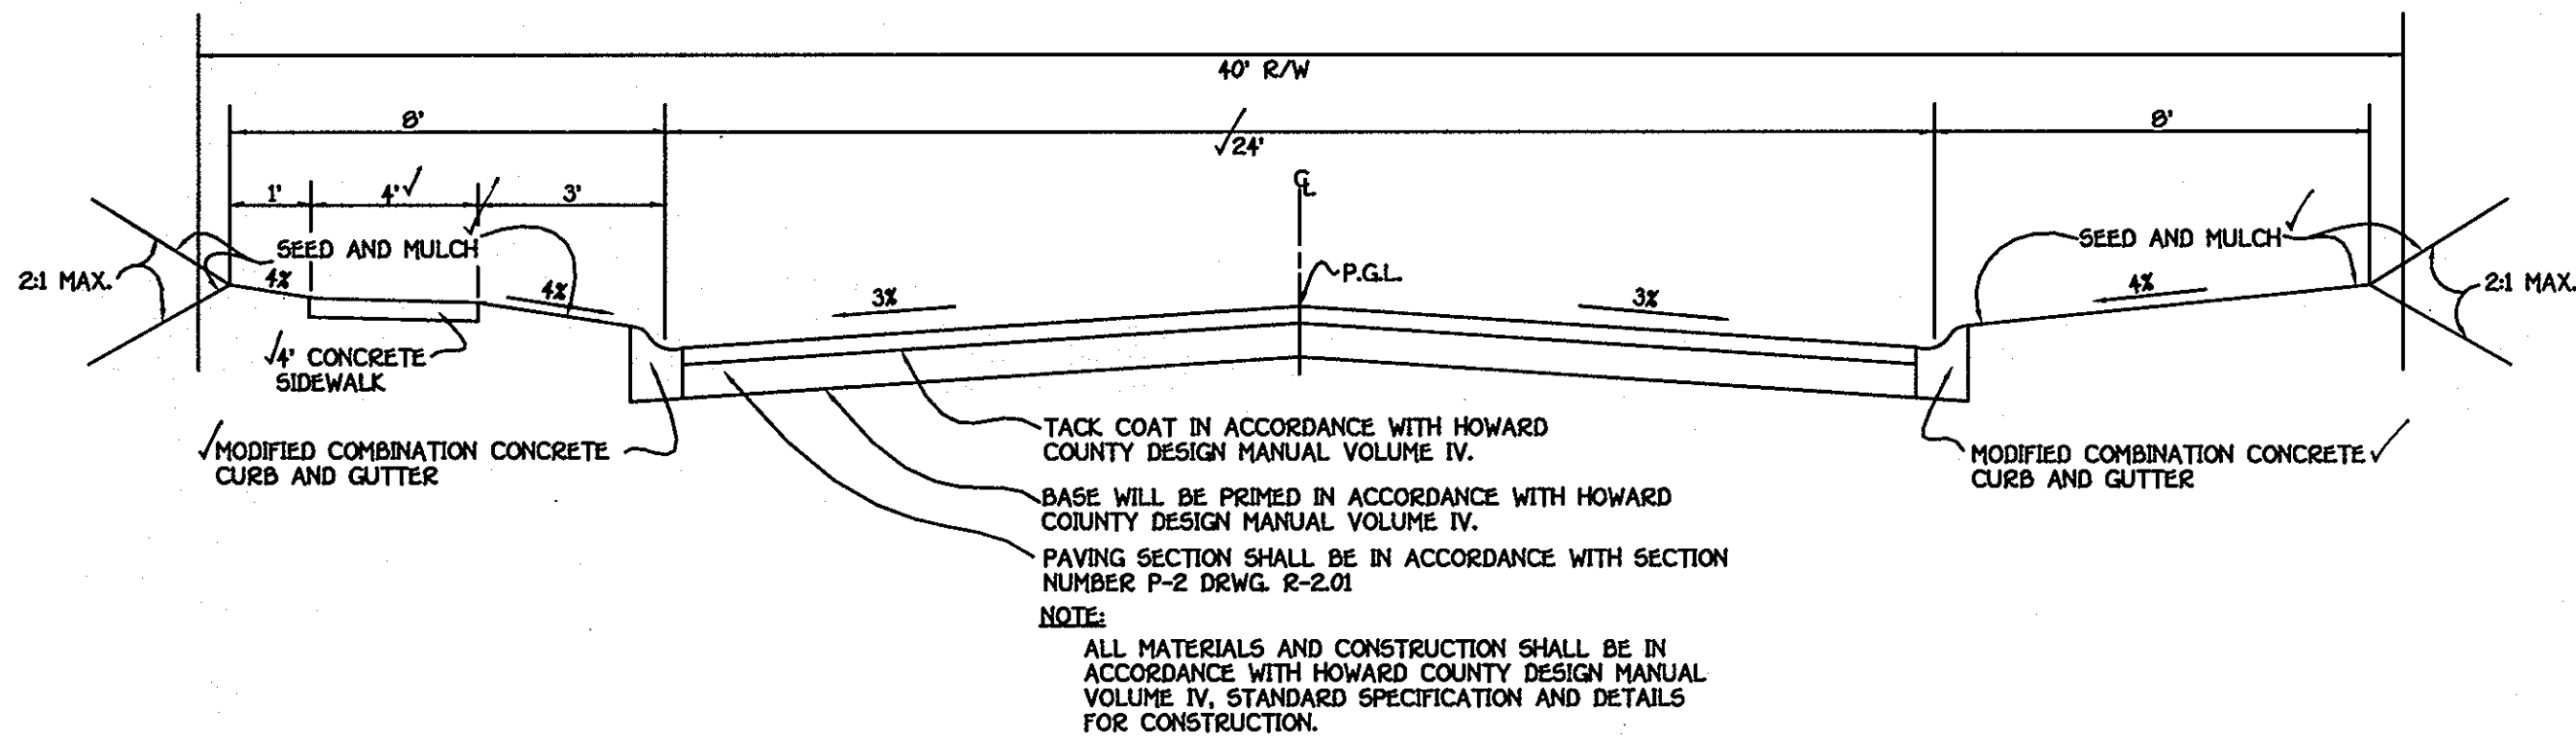 40' R/W
8'
√24'
8'
1'
4'√
3'
℄
SEED AND MULCH
SEED AND MULCH
2:1 MAX.
4%
4%
3%
P.G.L.
3%
4%
2:1 MAX.
√4' CONCRETE
SIDEWALK
√MODIFIED COMBINATION CONCRETE
CURB AND GUTTER
TACK COAT IN ACCORDANCE WITH HOWARD
COUNTY DESIGN MANUAL VOLUME IV.
MODIFIED COMBINATION CONCRETE √
CURB AND GUTTER
BASE WILL BE PRIMED IN ACCORDANCE WITH HOWARD
COIUNTY DESIGN MANUAL VOLUME IV.
PAVING SECTION SHALL BE IN ACCORDANCE WITH SECTION
NUMBER P-2 DRWG. R-2.01
NOTE:
ALL MATERIALS AND CONSTRUCTION SHALL BE IN
ACCORDANCE WITH HOWARD COUNTY DESIGN MANUAL
VOLUME IV, STANDARD SPECIFICATION AND DETAILS
FOR CONSTRUCTION.